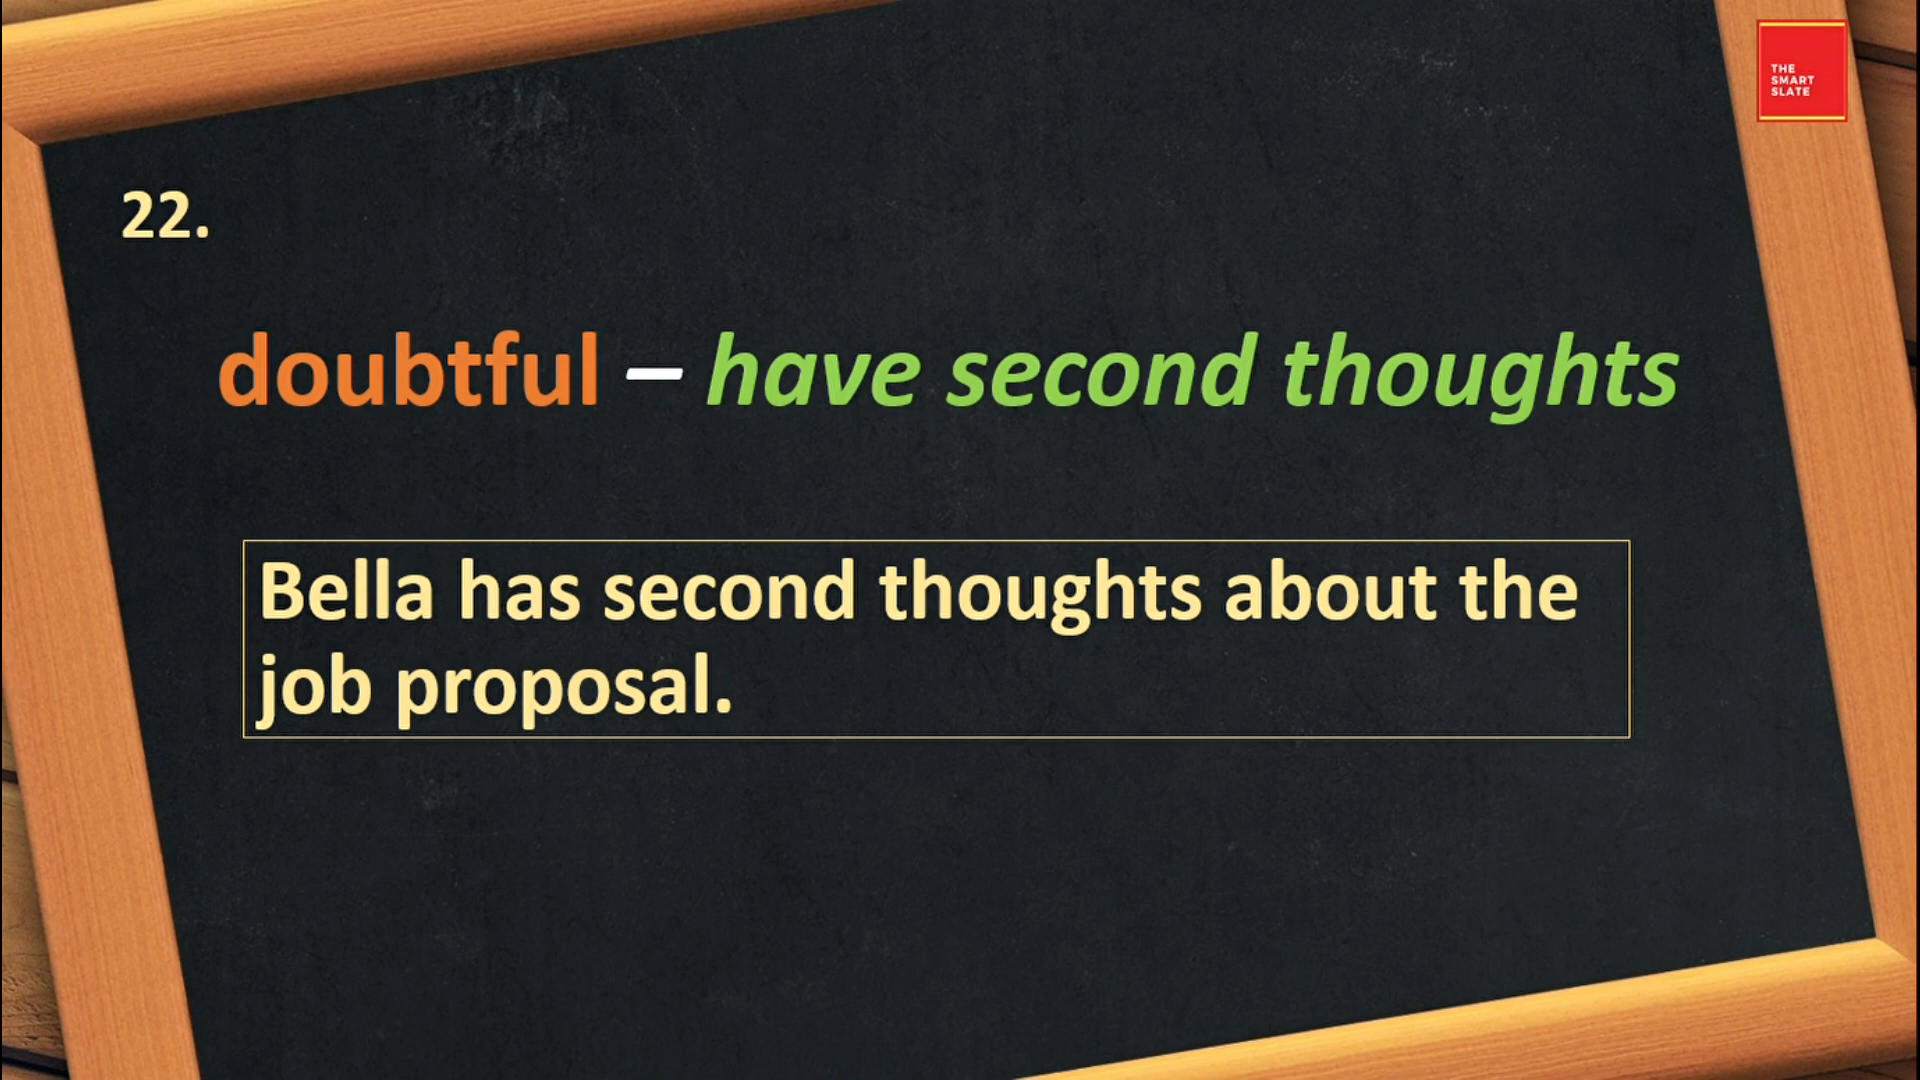 THE
SMART
SLATE
22.
doubtful – have second thoughts
Bella has second thoughts about the
job proposal.